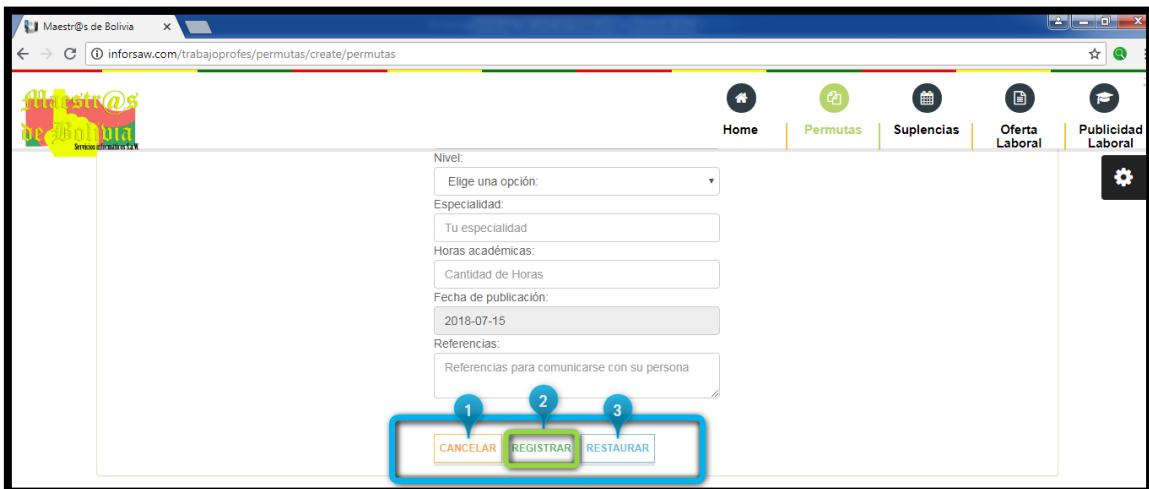 Maestr@s de Bolivia
inforsaw.com/trabajoprofes/permutas/create/permutas
Maestr@s
de Bolivia
Servicios informáticos S.a.W.
Home
Permutas
Suplencias
Oferta
Laboral
Publicidad
Laboral
Nivel:
Elige una opción:
Especialidad:
Tu especialidad
Horas académicas:
Cantidad de Horas
Fecha de publicación:
2018-07-15
Referencias:
Referencias para comunicarse con su persona
1 2 3
CANCELAR REGISTRAR RESTAURAR